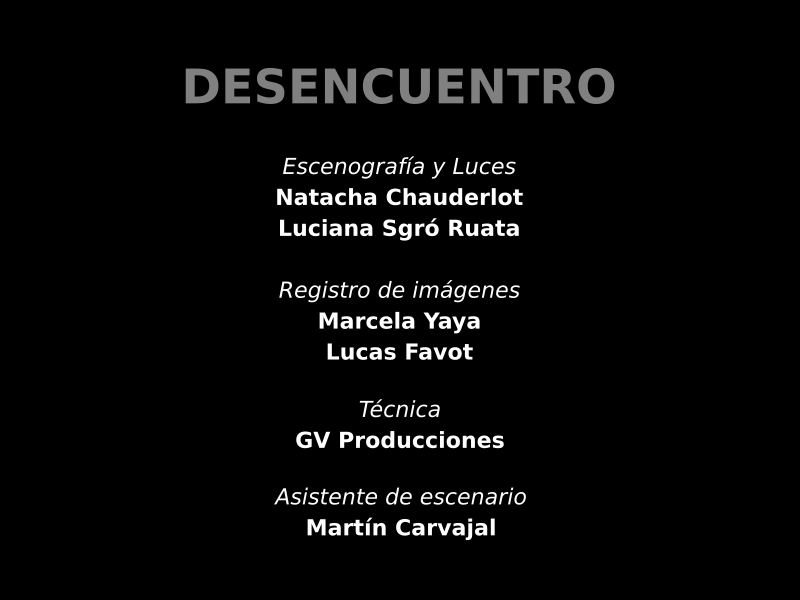 DESENCUENTRO
Escenografía y Luces
Natacha Chauderlot
Luciana Sgró Ruata
Registro de imágenes
Marcela Yaya
Lucas Favot
Técnica
GV Producciones
Asistente de escenario
Martín Carvajal